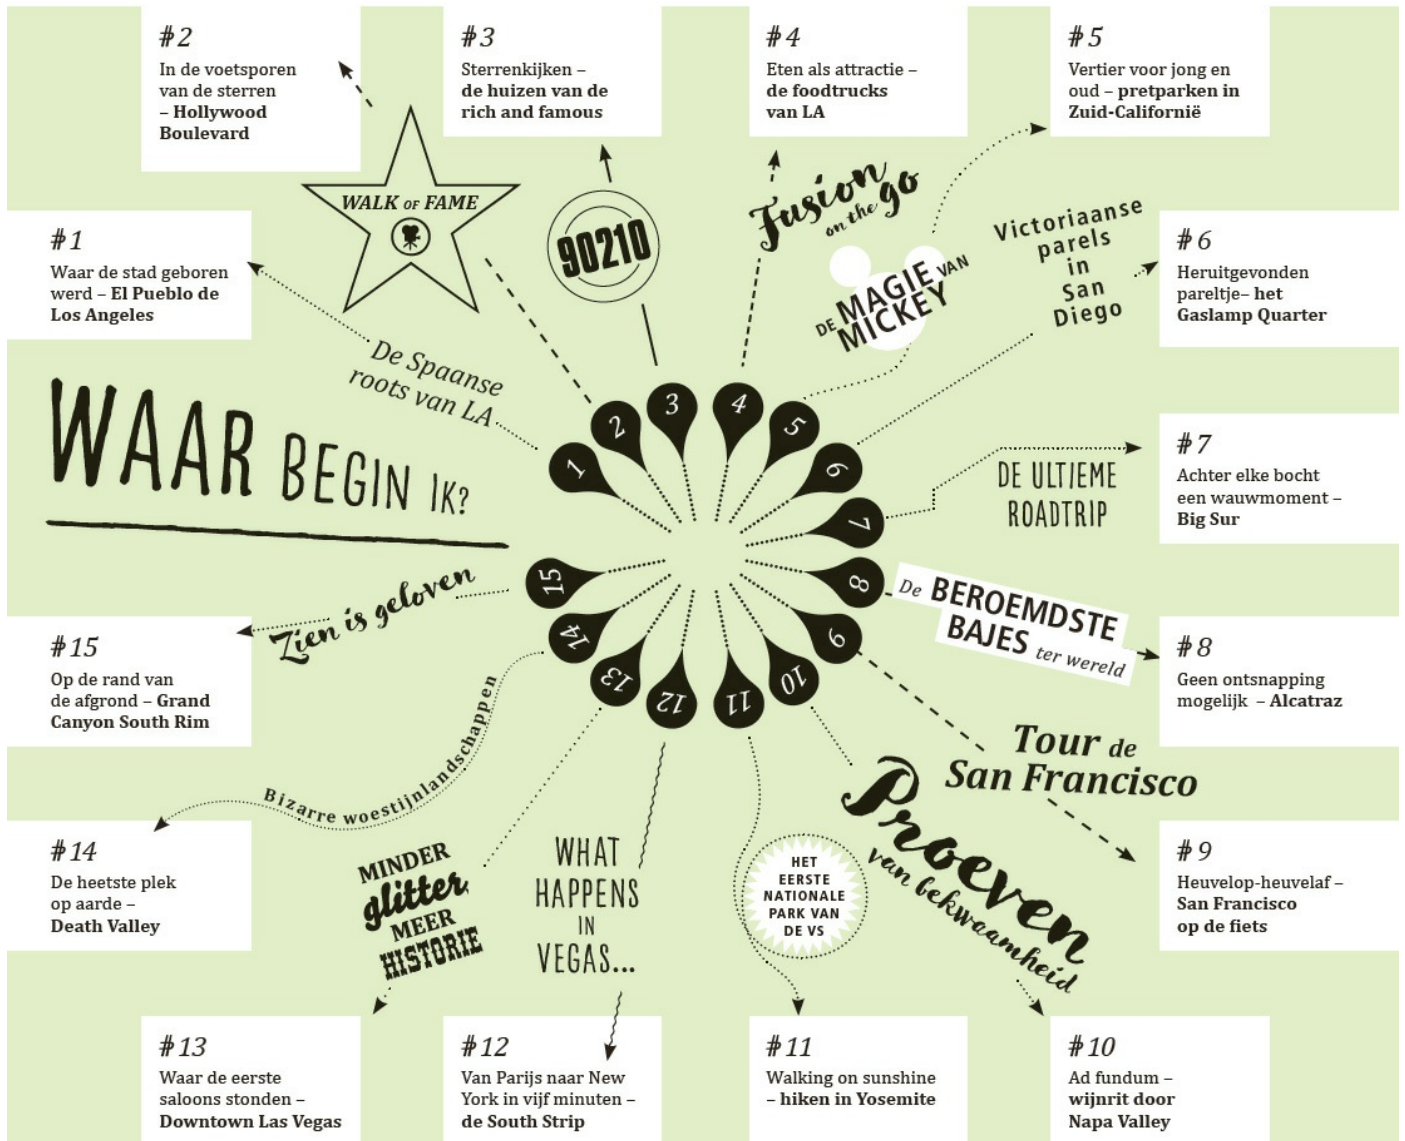 WAAR BEGIN IK?
#1
Waar de stad geboren
werd – El Pueblo de
Los Angeles
De Spaanse
roots van LA
#2
In de voetsporen
van de sterren
– Hollywood
Boulevard
WALK OF FAME
#3
Sterrenkijken –
de huizen van de
rich and famous
90210
#4
Eten als attractie –
de foodtrucks
van LA
Fusion
on the go
#5
Vertier voor jong en
oud – pretparken in
Zuid-Californië
DE MAGIE VAN
MICKEY
#6
Heruitgevonden
pareltje– het
Gaslamp Quarter
Victoriaanse
parels
in
San
Diego
#7
Achter elke bocht
een wauwmoment –
Big Sur
DE ULTIEME
ROADTRIP
#8
Geen ontsnapping
mogelijk – Alcatraz
De BEROEMDSTE
BAJES ter wereld
#9
Heuvelop-heuvelaf –
San Francisco
op de fiets
Tour de
San Francisco
#10
Ad fundum –
wijnrit door
Napa Valley
Proeven
van bekwaamheid
#11
Walking on sunshine
– hiken in Yosemite
HET
EERSTE
NATIONALE
PARK VAN
DE VS
#12
Van Parijs naar New
York in vijf minuten –
de South Strip
WHAT
HAPPENS
IN
VEGAS...
#13
Waar de eerste
saloons stonden –
Downtown Las Vegas
MINDER
glitter,
MEER
HISTORIE
#14
De heetste plek
op aarde –
Death Valley
Bizarre woestijnlandschappen
#15
Op de rand van
de afgrond – Grand
Canyon South Rim
Zien is geloven
1
2
3
4
5
6
7
8
9
10
11
12
13
14
15